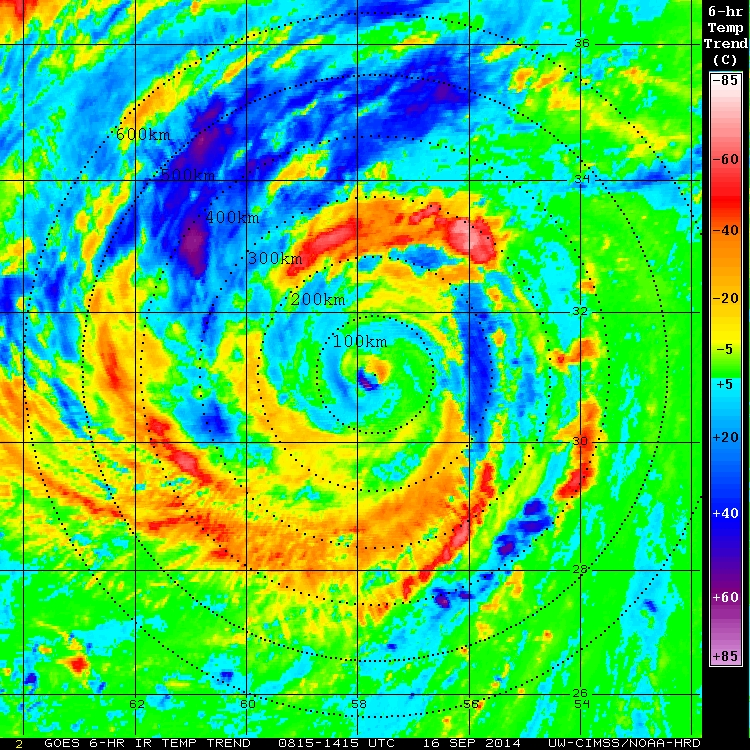 6-hr
Temp
Trend
(C)
-85
-60
-40
-20
-5
+5
+20
+40
+60
+85
36
34
32
30
28
26
62
60
58
56
54
600km
500km
400km
300km
200km
100km
2 GOES 6-HR IR TEMP TREND 0815-1415 UTC 16 SEP 2014 UW-CIMSS/NOAA-HRD